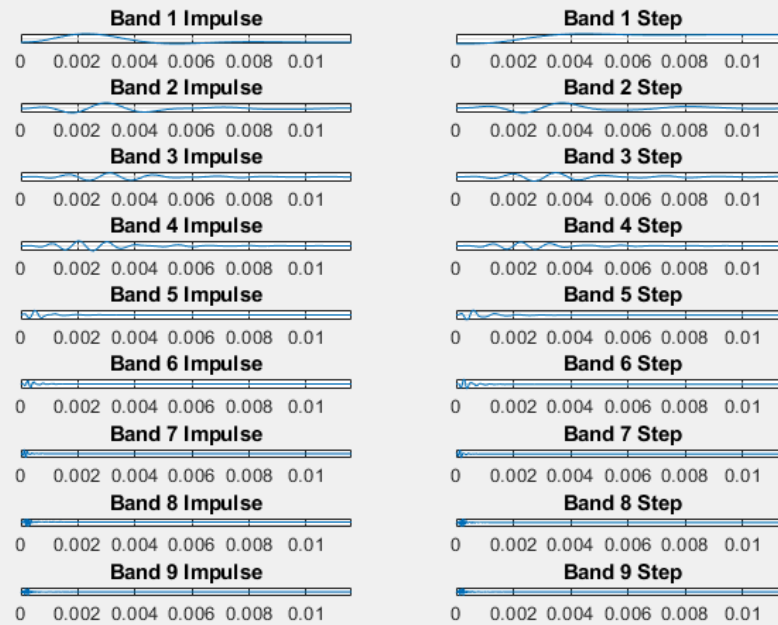 Band 1 Impulse Band 1 Step
0 0.002 0.004 0.006 0.008 0.01 0 0.002 0.004 0.006 0.008 0.01
Band 2 Impulse Band 2 Step
0 0.002 0.004 0.006 0.008 0.01 0 0.002 0.004 0.006 0.008 0.01
Band 3 Impulse Band 3 Step
0 0.002 0.004 0.006 0.008 0.01 0 0.002 0.004 0.006 0.008 0.01
Band 4 Impulse Band 4 Step
0 0.002 0.004 0.006 0.008 0.01 0 0.002 0.004 0.006 0.008 0.01
Band 5 Impulse Band 5 Step
0 0.002 0.004 0.006 0.008 0.01 0 0.002 0.004 0.006 0.008 0.01
Band 6 Impulse Band 6 Step
0 0.002 0.004 0.006 0.008 0.01 0 0.002 0.004 0.006 0.008 0.01
Band 7 Impulse Band 7 Step
0 0.002 0.004 0.006 0.008 0.01 0 0.002 0.004 0.006 0.008 0.01
Band 8 Impulse Band 8 Step
0 0.002 0.004 0.006 0.008 0.01 0 0.002 0.004 0.006 0.008 0.01
Band 9 Impulse Band 9 Step
0 0.002 0.004 0.006 0.008 0.01 0 0.002 0.004 0.006 0.008 0.01